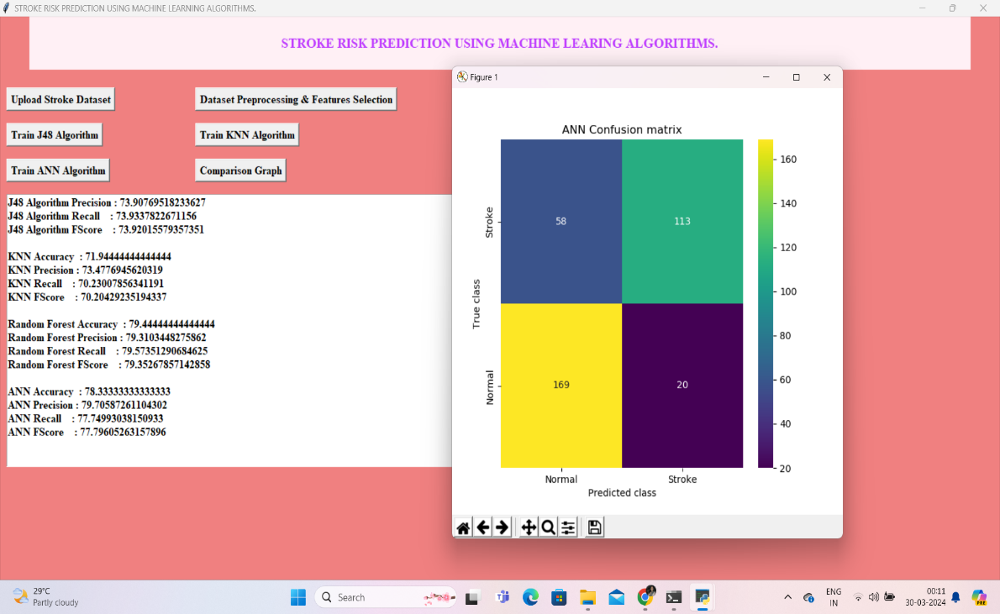 STROKE RISK PREDICTION USING MACHINE LEARNING ALGORITHMS.
STROKE RISK PREDICTION USING MACHINE LEARING ALGORITHMS.
Upload Stroke Dataset
Dataset Preprocessing & Features Selection
Train J48 Algorithm
Train KNN Algorithm
Train ANN Algorithm
Comparison Graph
J48 Algorithm Precision : 73.90769518233627
J48 Algorithm Recall : 73.9337822671156
J48 Algorithm FScore : 73.92015579357351
KNN Accuracy : 71.94444444444444
KNN Precision : 73.4776945620319
KNN Recall : 70.23007856341191
KNN FScore : 70.20429235194337
Random Forest Accuracy : 79.44444444444444
Random Forest Precision : 79.3103448275862
Random Forest Recall : 79.57351290684625
Random Forest FScore : 79.35267857142858
ANN Accuracy : 78.33333333333333
ANN Precision : 79.70587261104302
ANN Recall : 77.74993038150933
ANN FScore : 77.79605263157896
Figure 1
ANN Confusion matrix
True class
Stroke
58
113
Normal
169
20
Normal
Stroke
Predicted class
160
140
120
100
80
60
40
20
29°C
Partly cloudy
Search
ENG
IN
00:11
30-03-2024
PRE